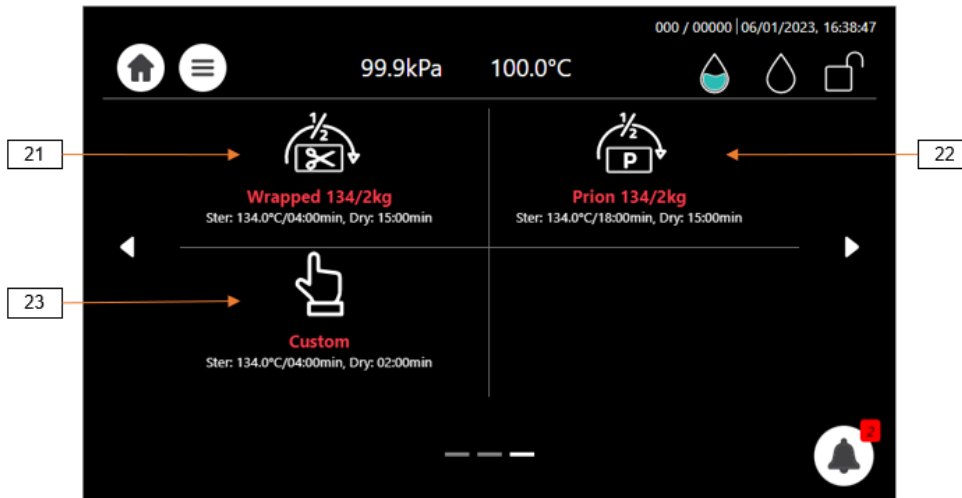 000 / 00000 | 06/01/2023, 16:38:47
99.9kPa 100.0°C
21
1/2
Wrapped 134/2kg
Ster: 134.0°C/04:00min, Dry: 15:00min
1/2
P
Prion 134/2kg
Ster: 134.0°C/18:00min, Dry: 15:00min
22
23
Custom
Ster: 134.0°C/04:00min, Dry: 02:00min
2